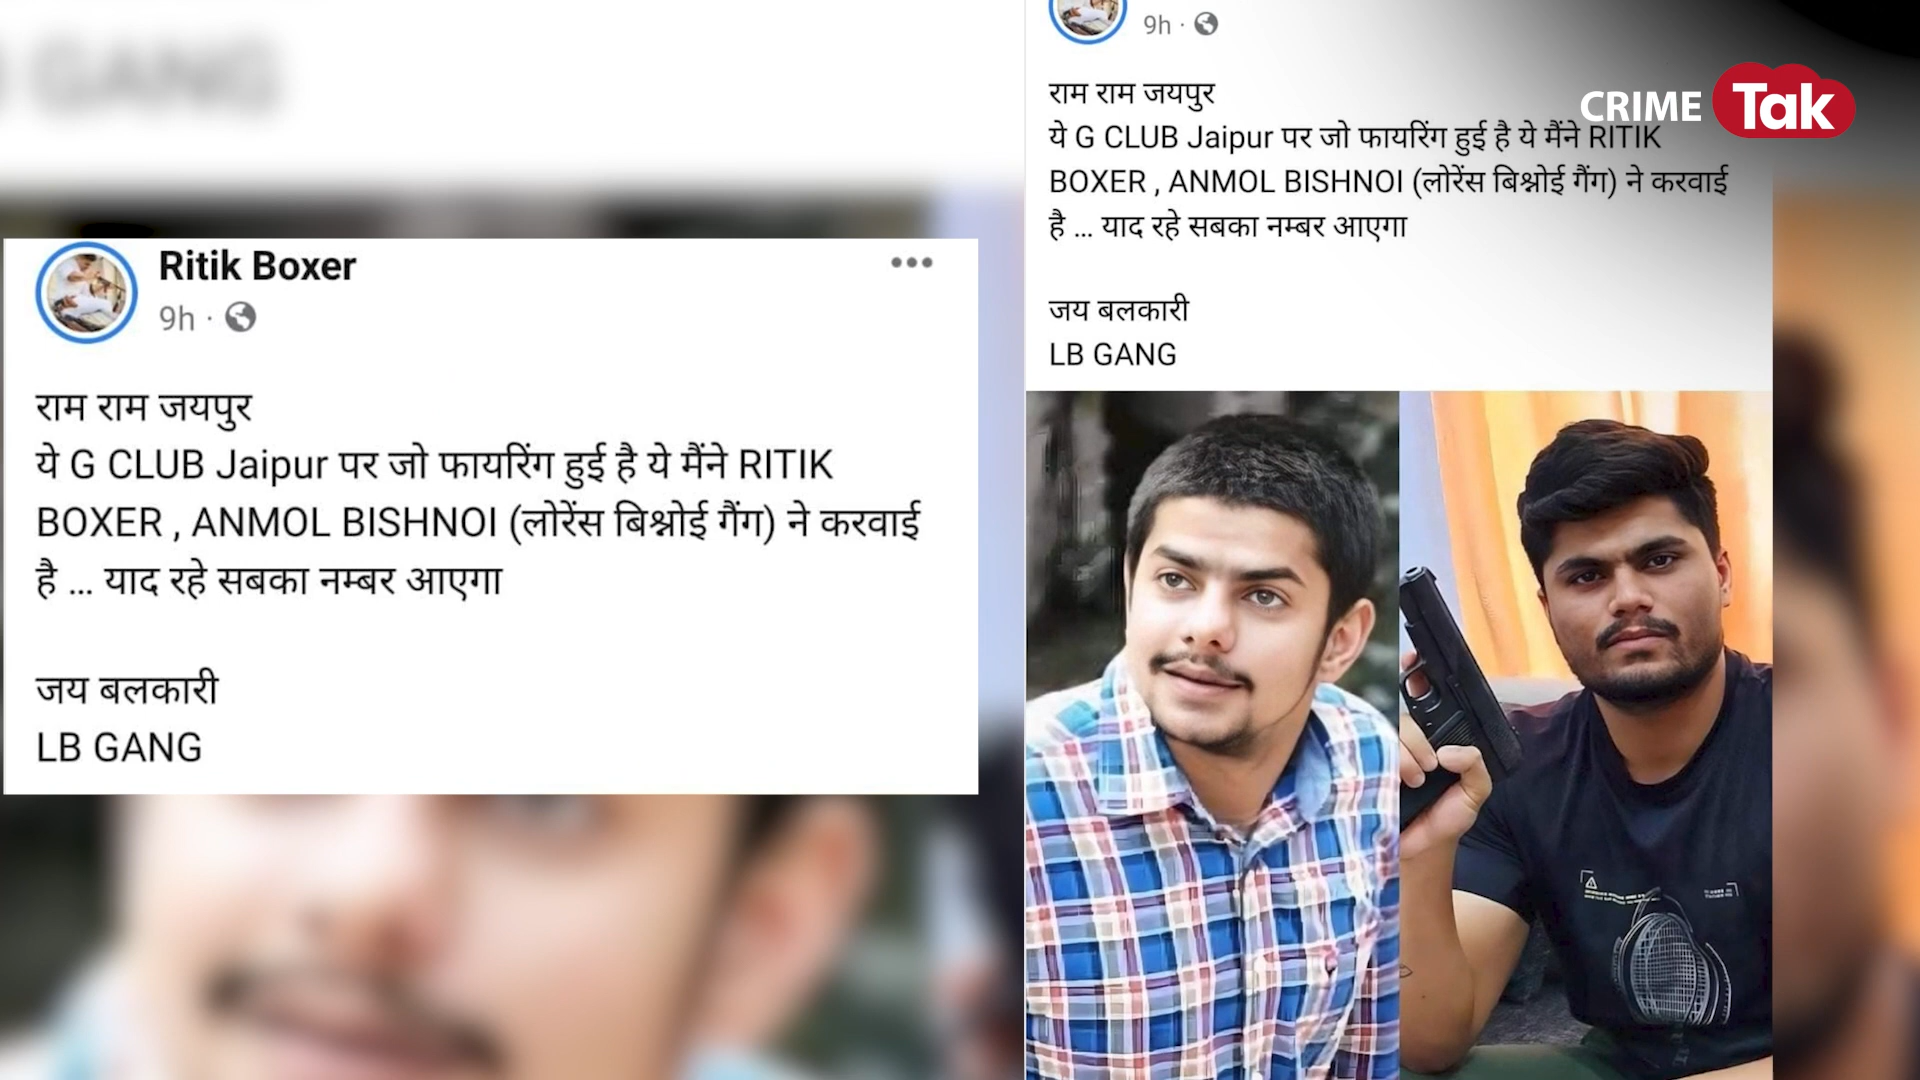 GANG
Ritik Boxer
9h ·
राम राम जयपुर
ये G CLUB Jaipur पर जो फायरिंग हुई है ये मैंने RITIK
BOXER , ANMOL BISHNOI (लोरेंस बिश्नोई गैंग) ने करवाई
है ... याद रहे सबका नम्बर आएगा
जय बलकारी
LB GANG
9h ·
राम राम जयपुर
ये G CLUB Jaipur पर जो फायरिंग हुई है ये मैंने RITIK
BOXER , ANMOL BISHNOI (लोरेंस बिश्नोई गैंग) ने करवाई
है ... याद रहे सबका नम्बर आएगा
जय बलकारी
LB GANG
CRIME Tak